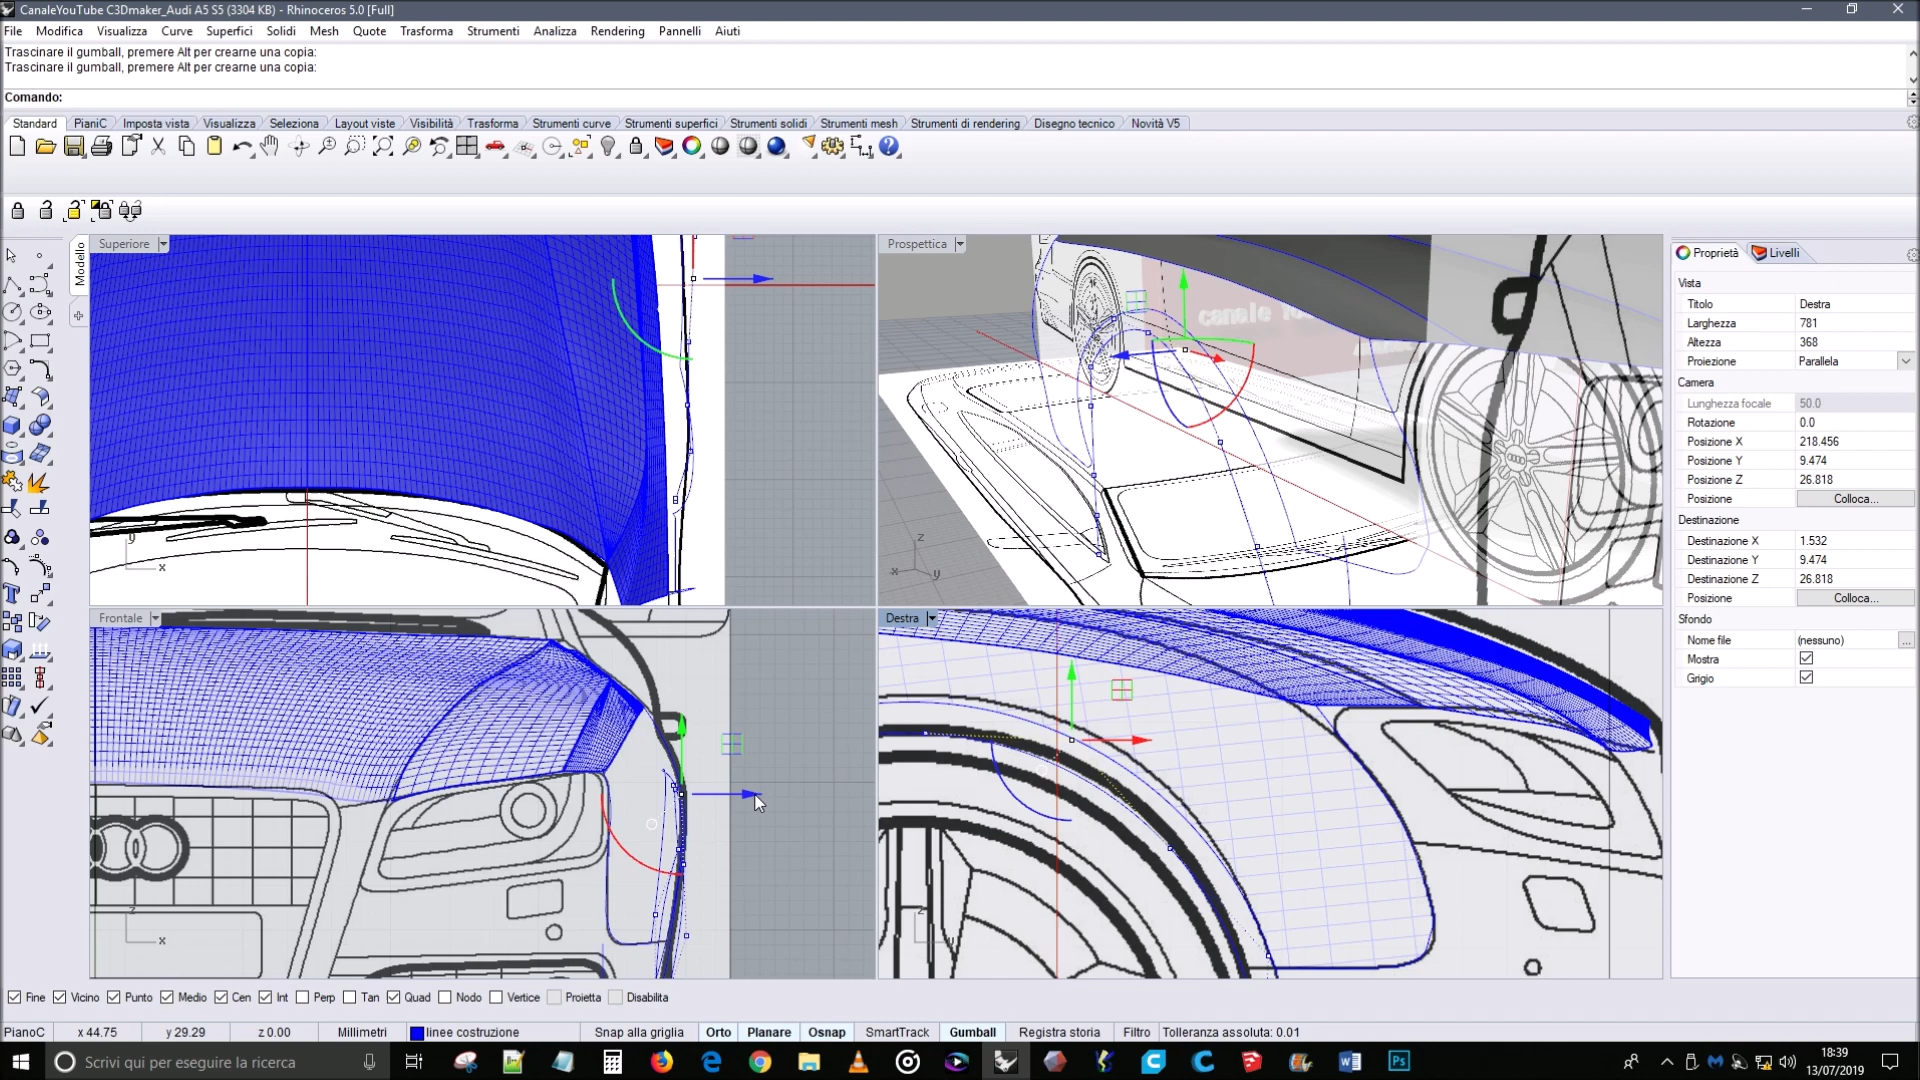 CanaleYouTube C3Dmaker_Audi A5 S5 (3304 KB) - Rhinoceros 5.0 [Full]
File Modifica Visualizza Curve Superfici Solidi Mesh Quote Trasforma Strumenti Analizza Rendering Pannelli Aiuti
Trascinare il gumball, premere Alt per crearne una copia:
Trascinare il gumball, premere Alt per crearne una copia:
Comando:
Standard PianiC Imposta vista Visualizza Seleziona Layout viste Visibilità Trasforma Strumenti curve Strumenti superfici Strumenti solidi Strumenti mesh Strumenti di rendering Disegno tecnico Novità V5
Modello
Superiore
y
x
Prospettica
canale
z
x
y
Frontale
z
x
Destra
z
Proprietà Livelli
Vista
Titolo Destra
Larghezza 781
Altezza 368
Proiezione Parallela
Camera
Lunghezza focale 50.0
Rotazione 0.0
Posizione X 218.456
Posizione Y 9.474
Posizione Z 26.818
Posizione Colloca...
Destinazione
Destinazione X 1.532
Destinazione Y 9.474
Destinazione Z 26.818
Posizione Colloca...
Sfondo
Nome file (nessuno) ...
Mostra
Grigio
Fine Vicino Punto Medio Cen Int Perp Tan Quad Nodo Vertice Proietta Disabilita
PianoC x 44.75 y 29.29 z 0.00 Millimetri linee costruzione Snap alla griglia Orto Planare Osnap SmartTrack Gumball Registra storia Filtro Tolleranza assoluta: 0.01
Scrivi qui per eseguire la ricerca
18:39
13/07/2019